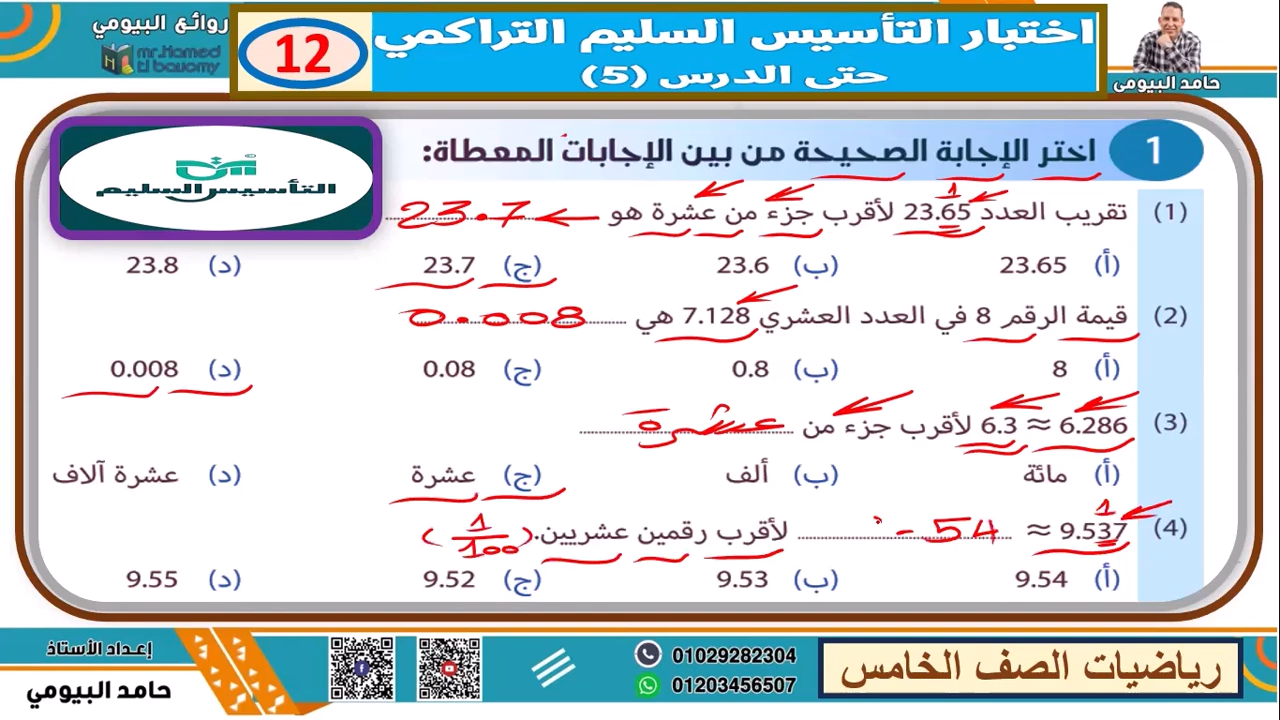 روائع البيومي
mr.Hamed
El bauomy
12
اختبار التأسيس السليم التراكمي
حتى الدرس (5)
حامد البيومى
التأسيس السليم
1 اختر الإجابة الصحيحة من بين الإجابات المعطاة:
(1) تقريب العدد 23.65 لأقرب جزء من عشرة هو 23.7
1
(أ) 23.65 (ب) 23.6 (ج) 23.7 (د) 23.8
(2) قيمة الرقم 8 في العدد العشري 7.128 هي 0.008
(أ) 8 (ب) 0.8 (ج) 0.08 (د) 0.008
(3) 6.286 ≈ 6.3 لأقرب جزء من عشرة
(أ) مائة (ب) ألف (ج) عشرة (د) عشرة آلاف
(4) 9.537 ≈ - 54 لأقرب رقمين عشريين. (1/100)
1
(أ) 9.54 (ب) 9.53 (ج) 9.52 (د) 9.55
رياضيات الصف الخامس
01029282304
01203456507
إعداد الأستاذ
حامد البيومي